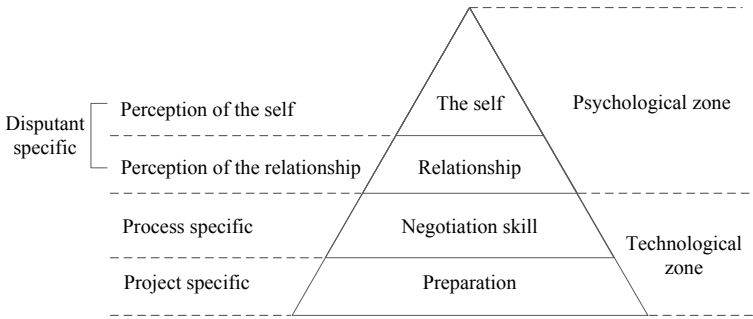 Disputant
specific
Perception of the self
The self
Psychological zone
Perception of the relationship
Relationship
Process specific
Negotiation skill
Technological
zone
Project specific
Preparation